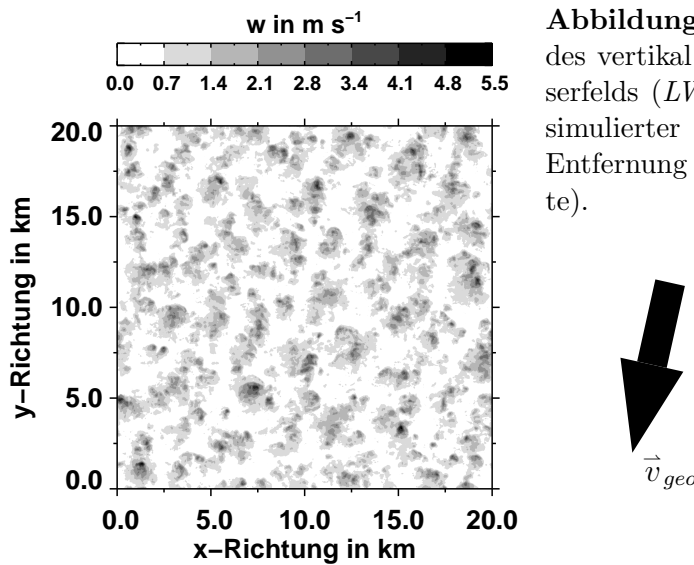 w in m s⁻¹
0.0 0.7 1.4 2.1 2.8 3.4 4.1 4.8 5.5
Abbildung
des vertikal
serfelds (LW
simulierter
Entfernung
te).
20.0
15.0
10.0
5.0
0.0
y–Richtung in km
0.0 5.0 10.0 15.0 20.0
x–Richtung in km
v⃗ geo